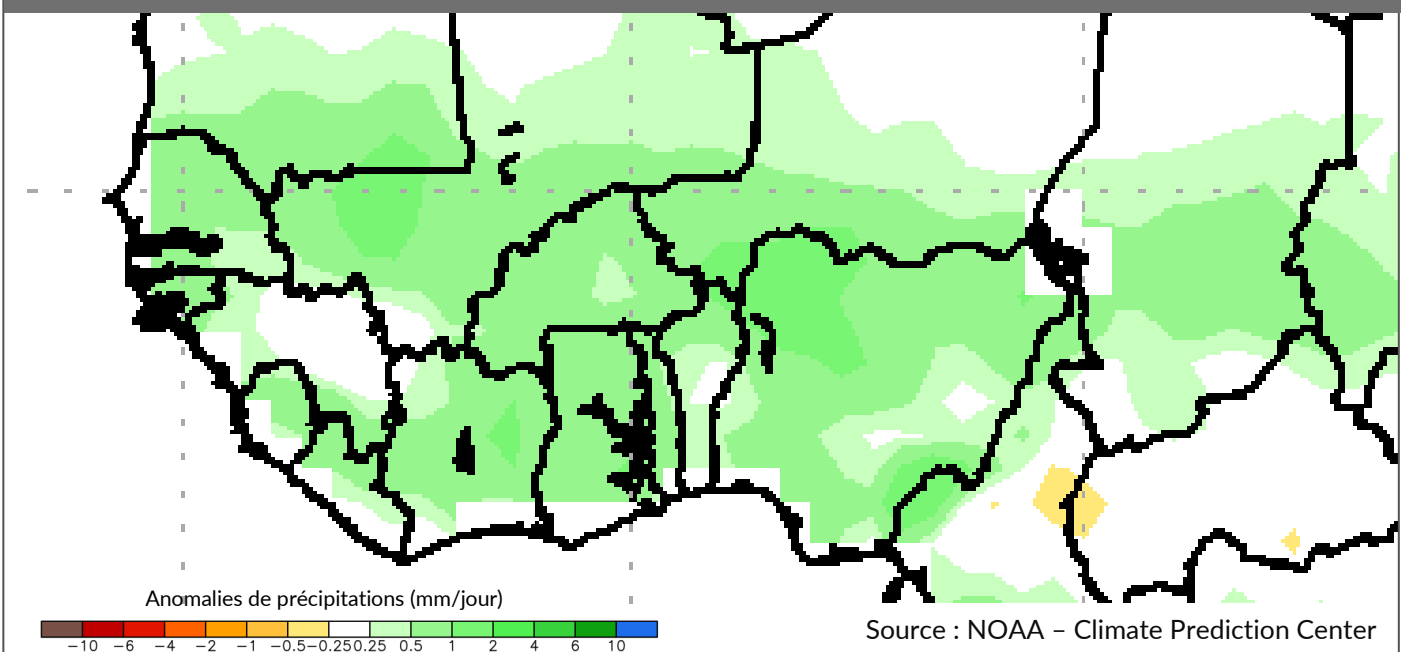 Anomalies de précipitations (mm/jour)
−10 −6 −4 −2 −1 −0.5−0.25 0.25 0.5 1 2 4 6 10
Source : NOAA – Climate Prediction Center